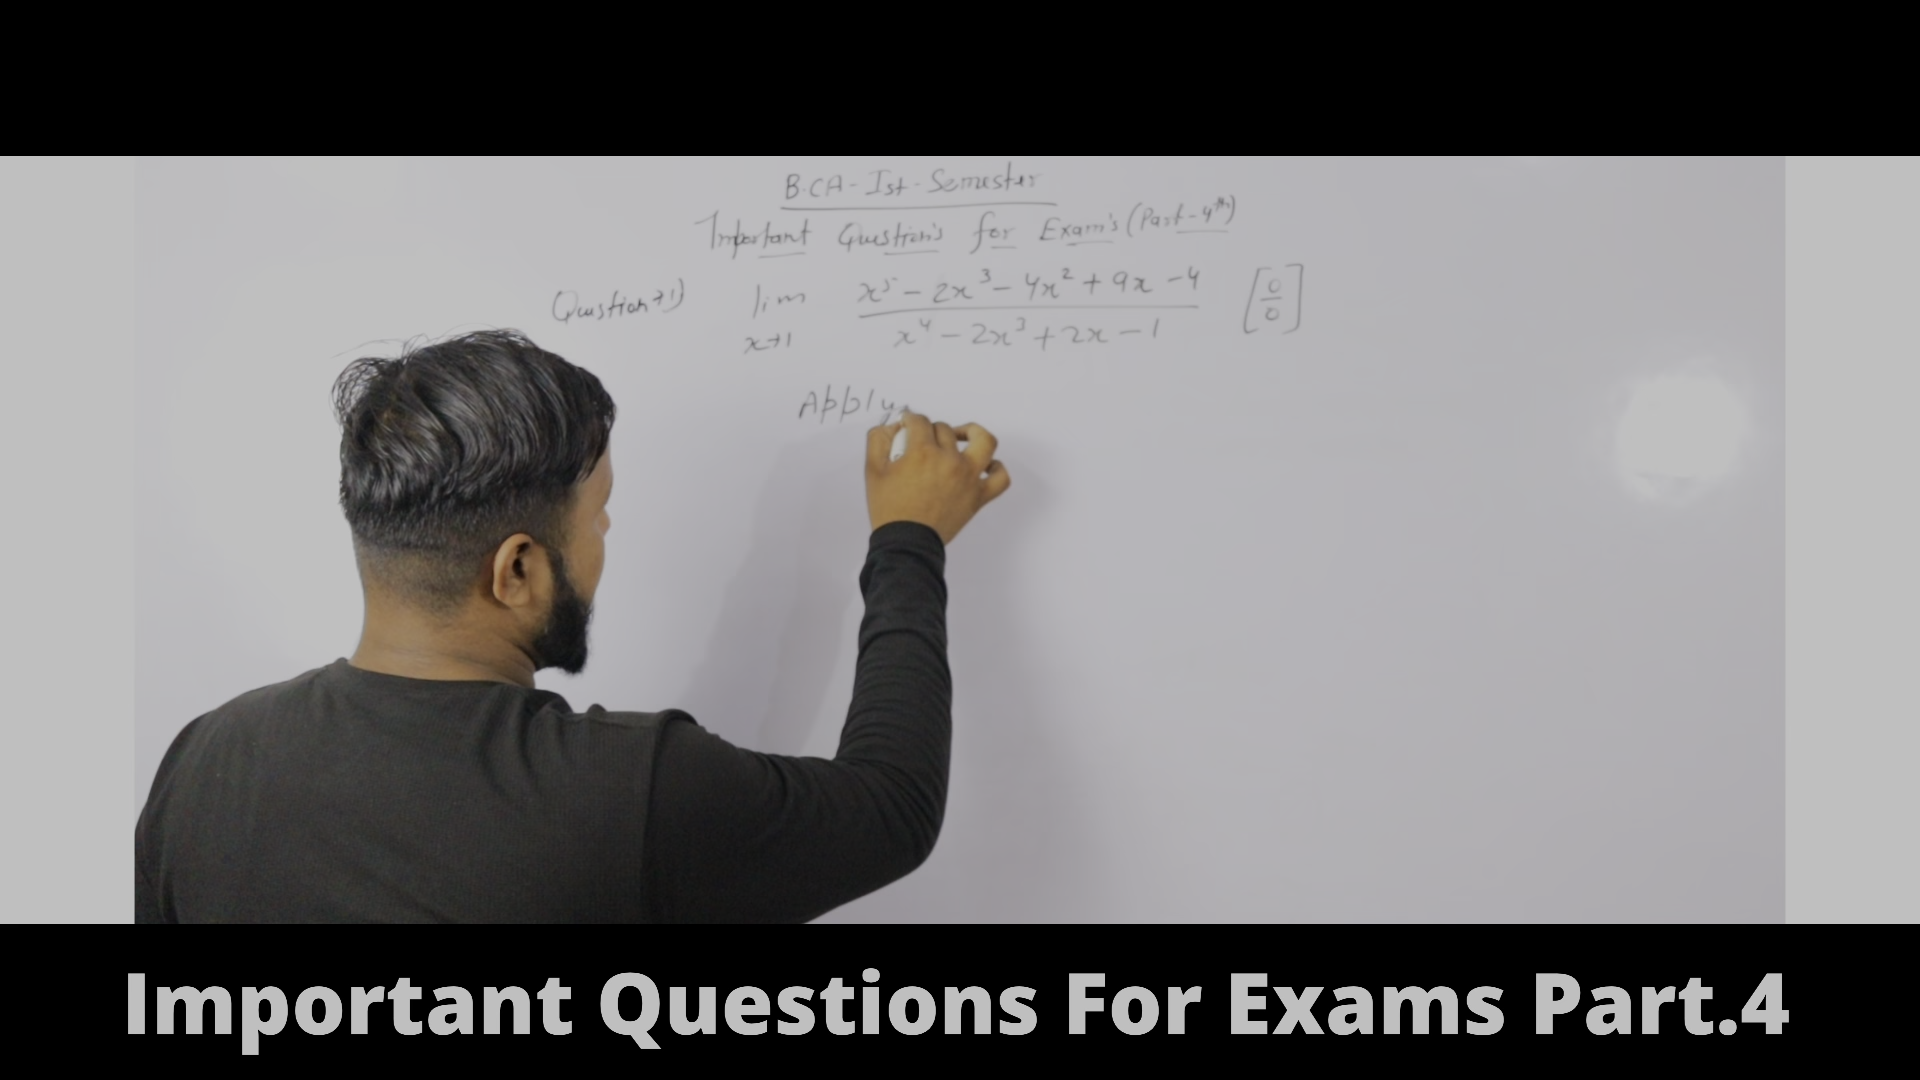 B.CA-Ist-Semester
Important Question's for Exam's (Part-4th)
Question→1) lim x→1 x⁵ - 2x³ - 4x² + 9x - 4 / x⁴ - 2x³ + 2x - 1 [0/0]
Apply
Important Questions For Exams Part.4